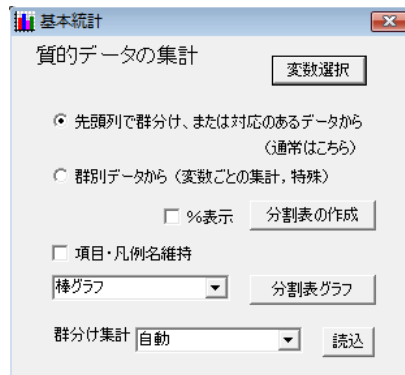 基本統計
質的データの集計
変数選択
先頭列で群分け、または対応のあるデータから
(通常はこちら)
群別データから (変数ごとの集計, 特殊)
%表示
分割表の作成
項目・凡例名維持
棒グラフ
分割表グラフ
群分け集計
自動
読込